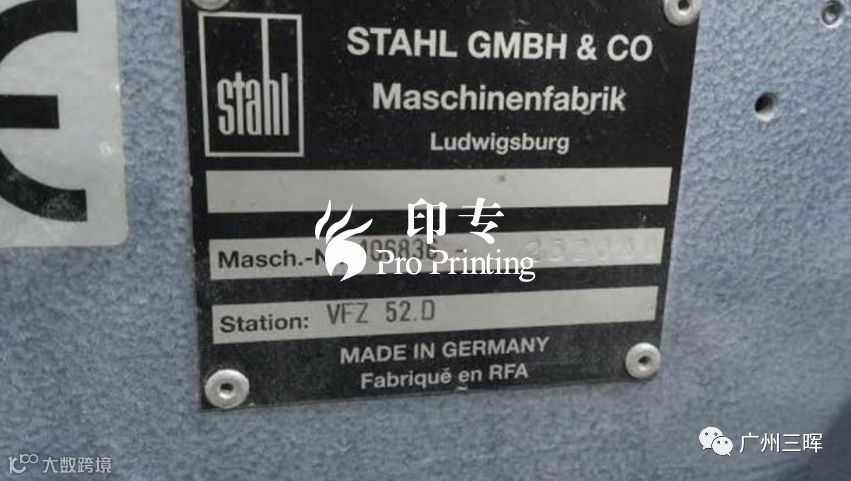 stahl
STAHL GMBH & CO
Maschinenfabrik
Ludwigsburg
印专
Pro Printing
Masch.-N
Station: VFZ 52.D
MADE IN GERMANY
Fabriqué en RFA
广州三晖
大数跨境